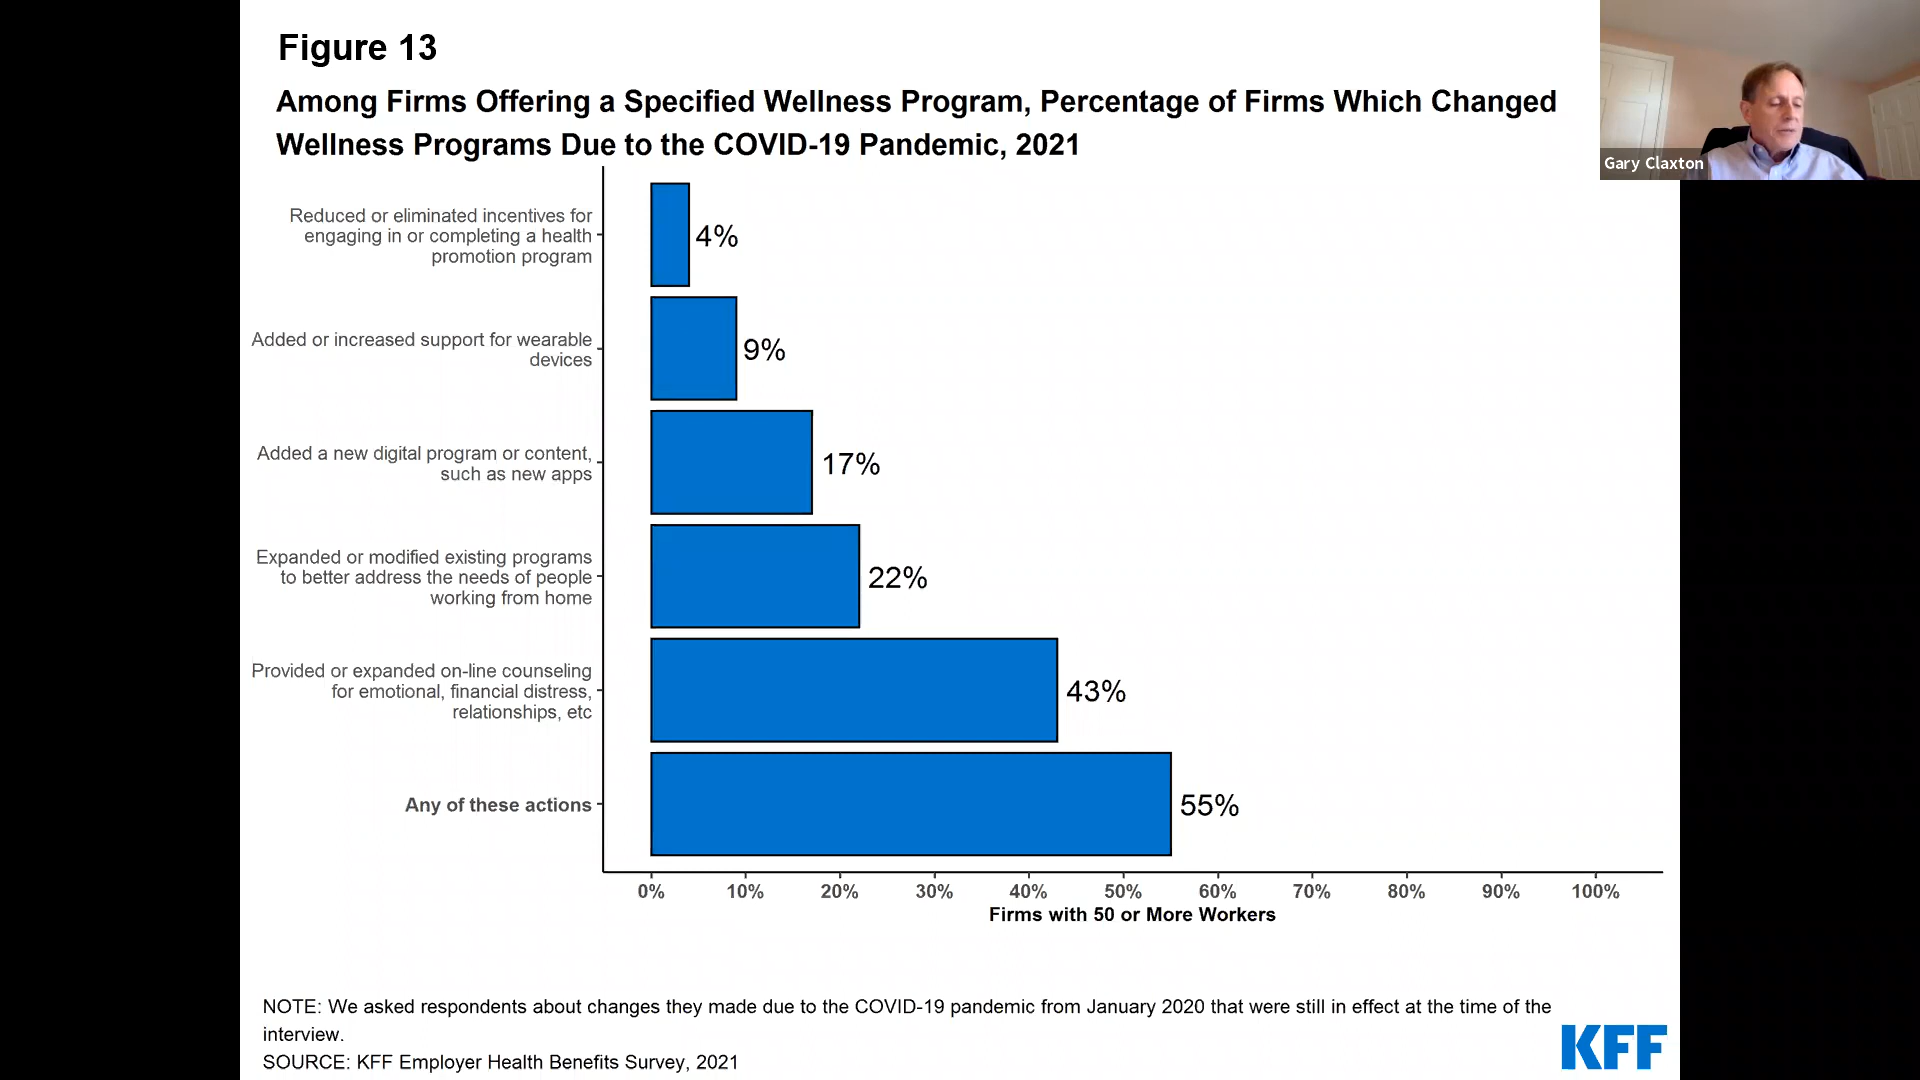 Figure 13
Among Firms Offering a Specified Wellness Program, Percentage of Firms Which Changed
Wellness Programs Due to the COVID-19 Pandemic, 2021
Gary Claxton
Reduced or eliminated incentives for
engaging in or completing a health
promotion program
4%
Added or increased support for wearable
devices
9%
Added a new digital program or content,
such as new apps
17%
Expanded or modified existing programs
to better address the needs of people
working from home
22%
Provided or expanded on-line counseling
for emotional, financial distress,
relationships, etc
43%
Any of these actions
55%
0% 10% 20% 30% 40% 50% 60% 70% 80% 90% 100%
Firms with 50 or More Workers
NOTE: We asked respondents about changes they made due to the COVID-19 pandemic from January 2020 that were still in effect at the time of the
interview.
SOURCE: KFF Employer Health Benefits Survey, 2021
KFF